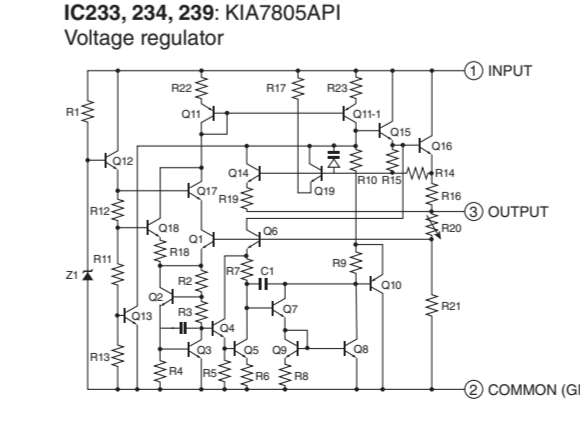 IC233, 234, 239: KIA7805API
Voltage regulator
R22 R17 R23 1 INPUT
R1 Q11 Q11-1
Q15
Q16
Q12
Q14 R10 R15 R14
Q17 Q19
R19 R16
R12 3 OUTPUT
Q18 Q6 R20
Q1
R18
R11 R9
Z1 R7 C1
R2 Q10
Q2
R3 Q7 R21
Q13 Q4
Q3 Q5 Q9 Q8
R13 R4 R5 R6 R8
2 COMMON (G